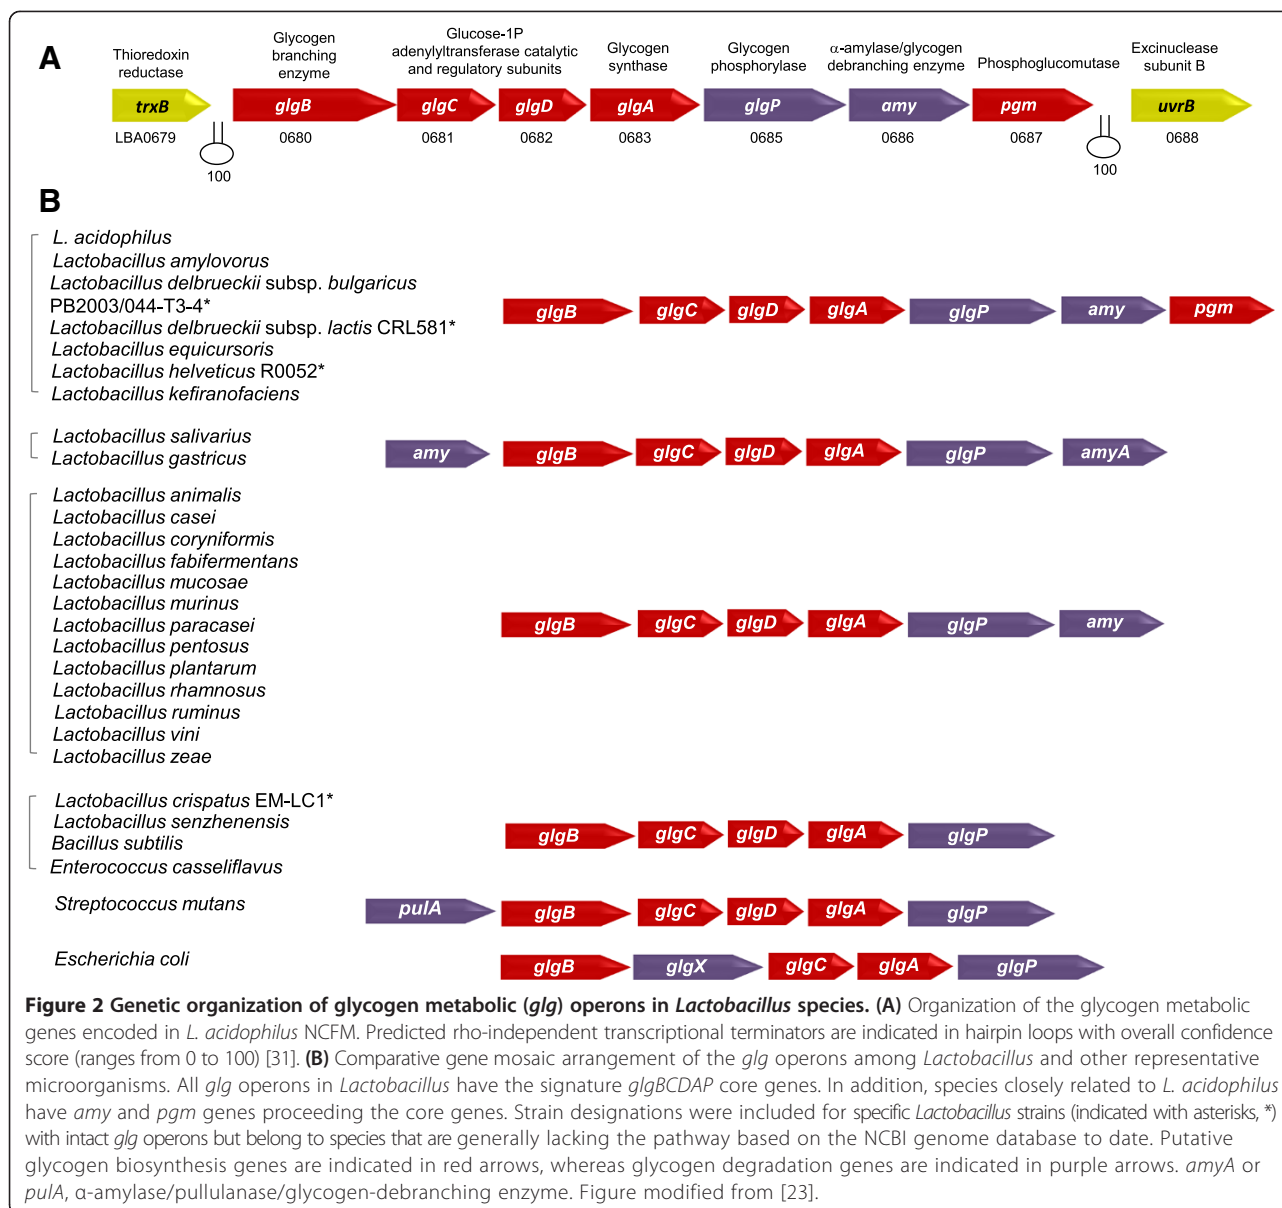 A
Thioredoxin
reductase
Glycogen
branching
enzyme
Glucose-1P
adenylyltransferase catalytic
and regulatory subunits
Glycogen
synthase
Glycogen
phosphorylase
α-amylase/glycogen
debranching enzyme
Phosphoglucomutase
Excinuclease
subunit B
trxB glgB glgC glgD glgA glgP amy pgm uvrB
LBA0679 0680 0681 0682 0683 0685 0686 0687 0688
100 100
B
L. acidophilus
Lactobacillus amylovorus
Lactobacillus delbrueckii subsp. bulgaricus
PB2003/044-T3-4*
Lactobacillus delbrueckii subsp. lactis CRL581*
Lactobacillus equicursoris
Lactobacillus helveticus R0052*
Lactobacillus kefiranofaciens
glgB glgC glgD glgA glgP amy pgm
Lactobacillus salivarius
Lactobacillus gastricus
amy glgB glgC glgD glgA glgP amyA
Lactobacillus animalis
Lactobacillus casei
Lactobacillus coryniformis
Lactobacillus fabifermentans
Lactobacillus mucosae
Lactobacillus murinus
Lactobacillus paracasei
Lactobacillus pentosus
Lactobacillus plantarum
Lactobacillus rhamnosus
Lactobacillus ruminus
Lactobacillus vini
Lactobacillus zeae
glgB glgC glgD glgA glgP amy
Lactobacillus crispatus EM-LC1*
Lactobacillus senzhenensis
Bacillus subtilis
Enterococcus casseliflavus
glgB glgC glgD glgA glgP
Streptococcus mutans
pulA glgB glgC glgD glgA glgP
Escherichia coli
glgB glgX glgC glgA glgP
Figure 2 Genetic organization of glycogen metabolic (glg) operons in Lactobacillus species. (A) Organization of the glycogen metabolic
genes encoded in L. acidophilus NCFM. Predicted rho-independent transcriptional terminators are indicated in hairpin loops with overall confidence
score (ranges from 0 to 100) [31]. (B) Comparative gene mosaic arrangement of the glg operons among Lactobacillus and other representative
microorganisms. All glg operons in Lactobacillus have the signature glgBCDAP core genes. In addition, species closely related to L. acidophilus
have amy and pgm genes proceeding the core genes. Strain designations were included for specific Lactobacillus strains (indicated with asterisks, *)
with intact glg operons but belong to species that are generally lacking the pathway based on the NCBI genome database to date. Putative
glycogen biosynthesis genes are indicated in red arrows, whereas glycogen degradation genes are indicated in purple arrows. amyA or
pulA, α-amylase/pullulanase/glycogen-debranching enzyme. Figure modified from [23].